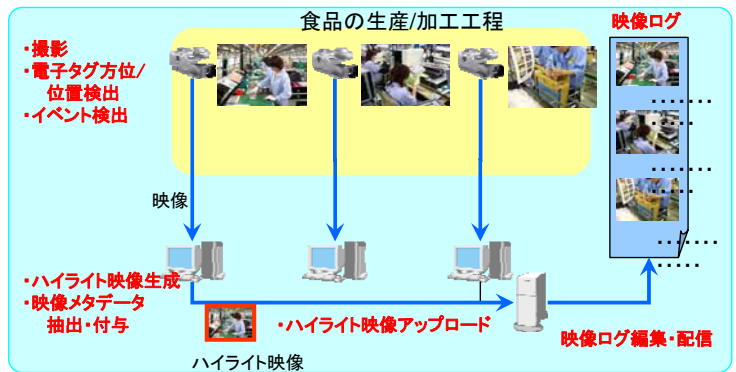 食品の生産/加工工程
映像ログ
・撮影
・電子タグ方位/
位置検出
・イベント検出
映像
・ハイライト映像生成
・映像メタデータ
抽出・付与
・ハイライト映像アップロード
映像ログ編集・配信
ハイライト映像